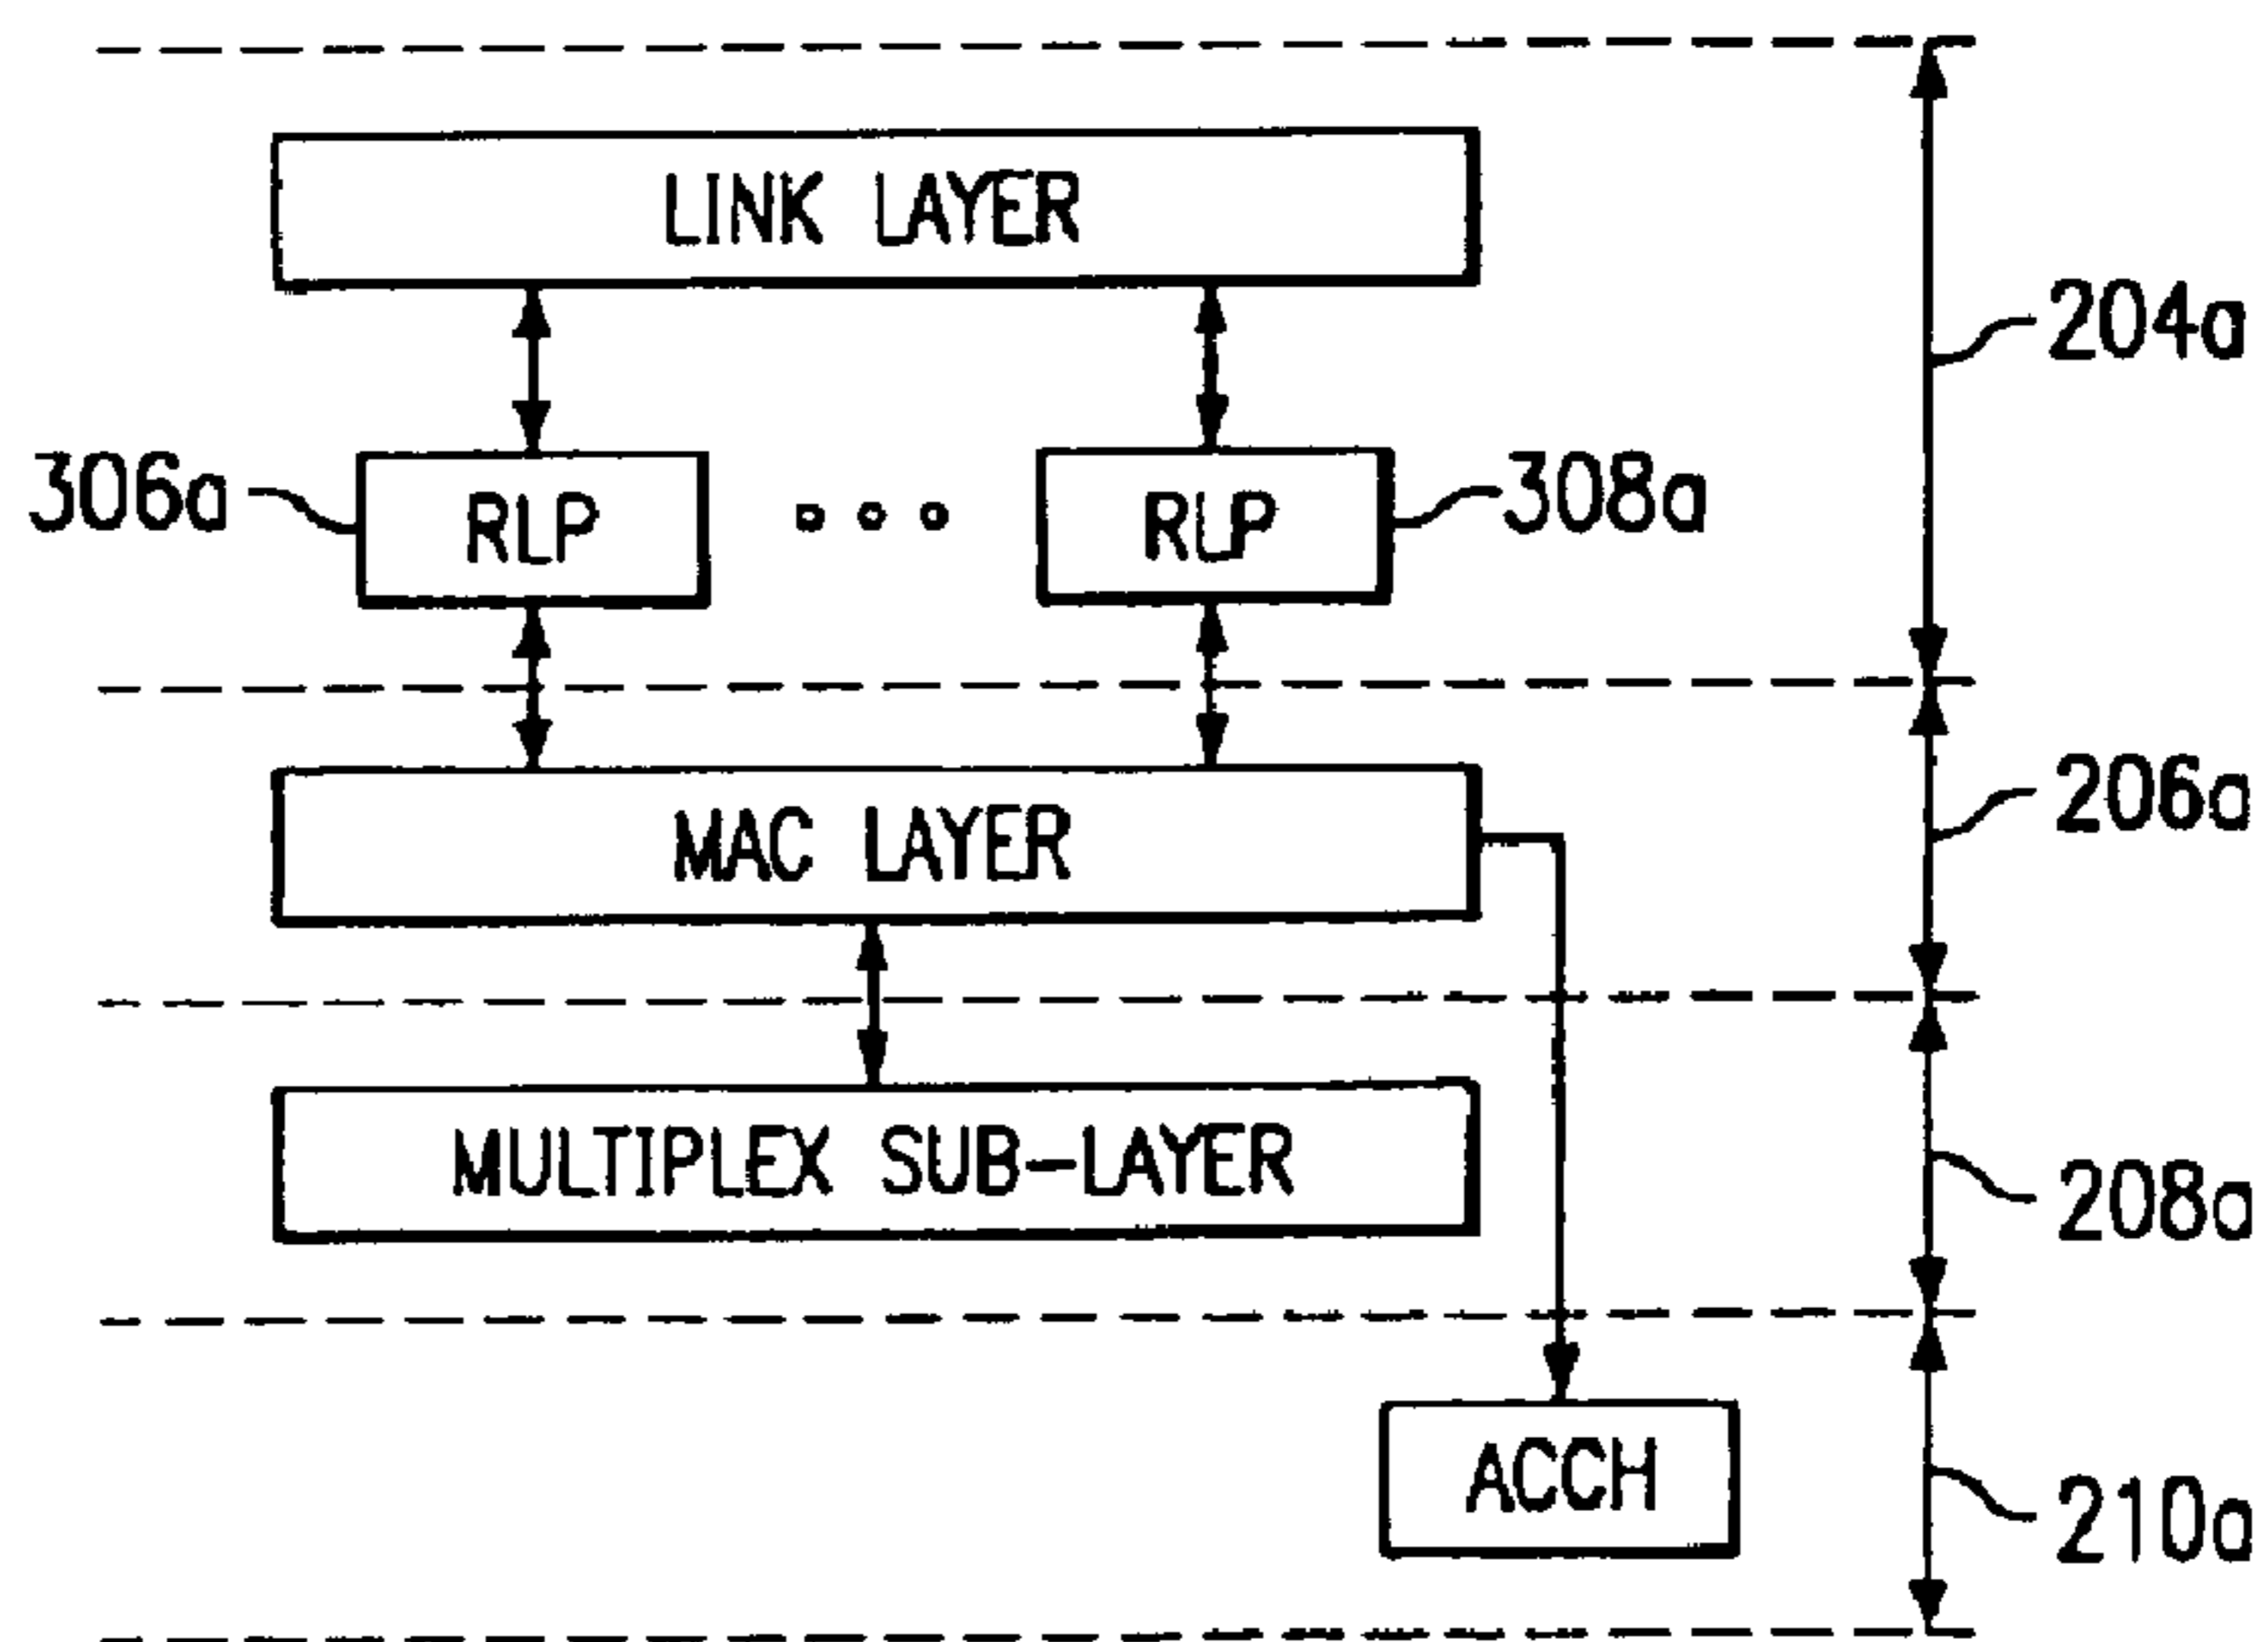 LINK LAYER
204a
306a
RLP
RLP
308a
MAC LAYER
206a
MULTIPLEX SUB-LAYER
208a
ACCH
210a